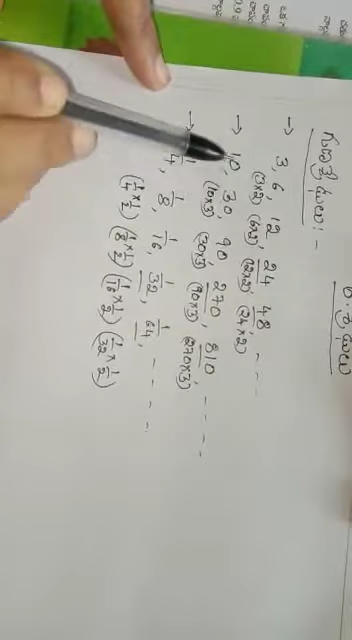 గుణశ్రేఢులు :-
→ 3, 6, 12, 24, 48, - - -
(3×2) (6×2) (12×2) (24×2)
→ 10, 30, 90, 270, 810, - - - -
(10×3) (30×3) (90×3) (270×3)
→ 1/4, 1/8, 1/16, 1/32, 1/64, - - - -
(1/4×1/2) (1/8×1/2) (1/16×1/2) (1/32×1/2)